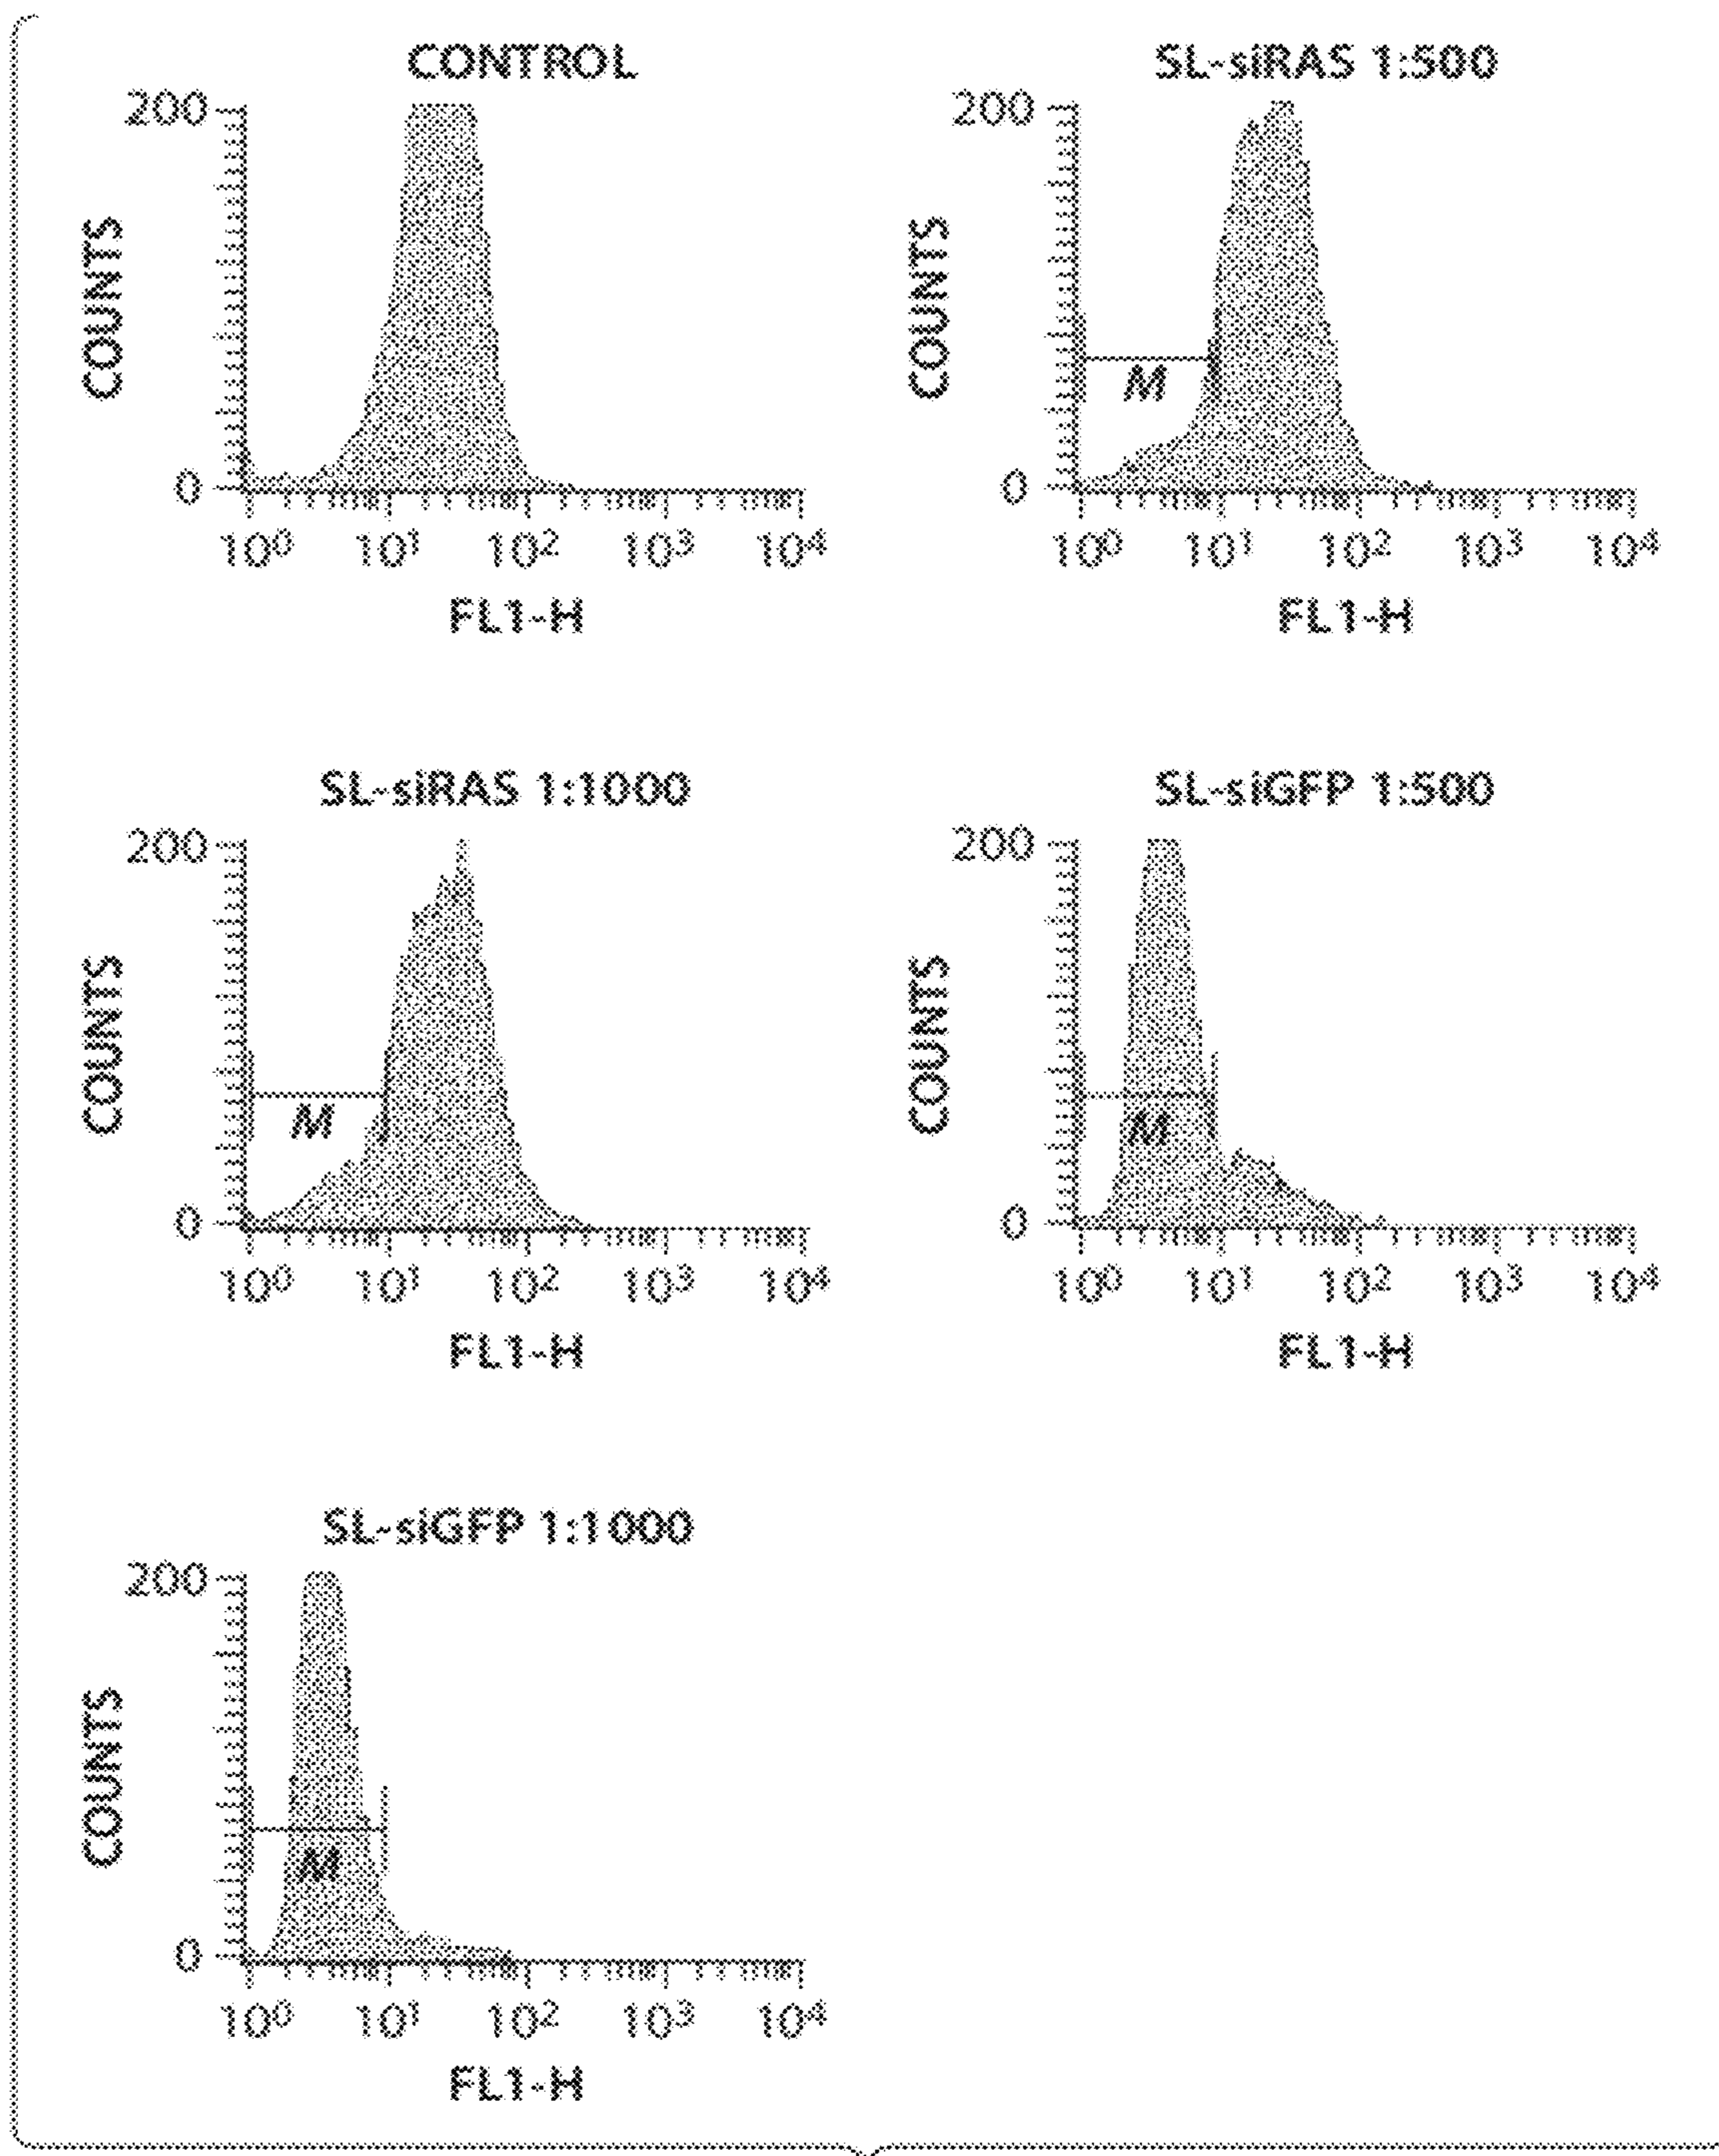 CONTROL
200
COUNTS
0
10⁰ 10¹ 10² 10³ 10⁴
FL1-H
SL-siRAS 1:500
200
COUNTS
M
0
10⁰ 10¹ 10² 10³ 10⁴
FL1-H
SL-siRAS 1:1000
200
COUNTS
M
0
10⁰ 10¹ 10² 10³ 10⁴
FL1-H
SL-siGFP 1:500
200
COUNTS
M
0
10⁰ 10¹ 10² 10³ 10⁴
FL1-H
SL-siGFP 1:1000
200
COUNTS
M
0
10⁰ 10¹ 10² 10³ 10⁴
FL1-H